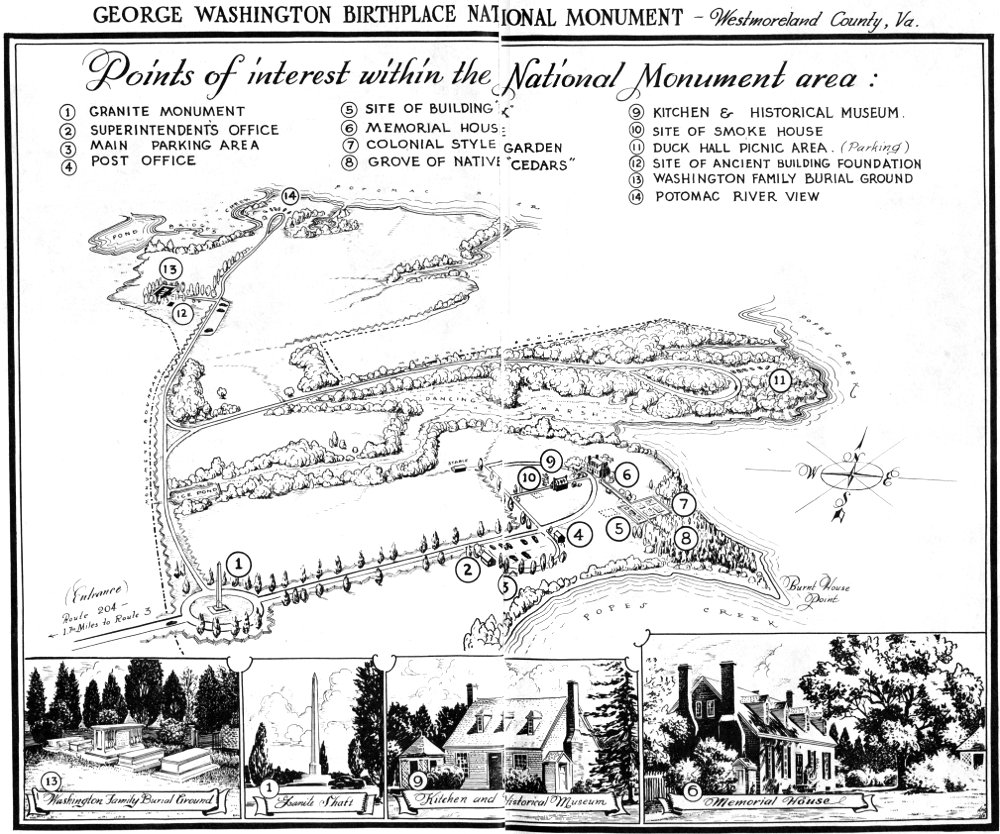 GEORGE WASHINGTON BIRTHPLACE NATIONAL MONUMENT – Westmoreland County, Va.
Points of interest within the National Monument area :
1 GRANITE MONUMENT
2 SUPERINTENDENT'S OFFICE
3 MAIN PARKING AREA
4 POST OFFICE
5 SITE OF BUILDING "X"
6 MEMORIAL HOUSE
7 COLONIAL STYLE GARDEN
8 GROVE OF NATIVE "CEDARS"
9 KITCHEN & HISTORICAL MUSEUM.
10 SITE OF SMOKE HOUSE
11 DUCK HALL PICNIC AREA. (Parking)
12 SITE OF ANCIENT BUILDING FOUNDATION
13 WASHINGTON FAMILY BURIAL GROUND
14 POTOMAC RIVER VIEW
POTOMAC R ER
14
POND BRIDGES CREEK
13
12
POPES CREEK
11
DANCING MARSH
STABLE
9
10
6
ICE POND
W N E S
7
5
8
4
1
2
3
(Entrance)
Route 204 –
1.7 Miles to Route 3
Burnt House
Point
POPES CREEK
13
Washington Family Burial Ground
1
Granite Shaft
9
Kitchen and Historical Museum
6
Memorial House